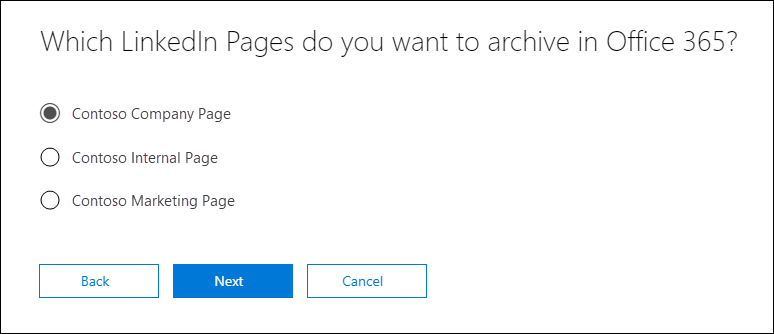 Which LinkedIn Pages do you want to archive in Office 365?
Contoso Company Page
Contoso Internal Page
Contoso Marketing Page
Back Next Cancel